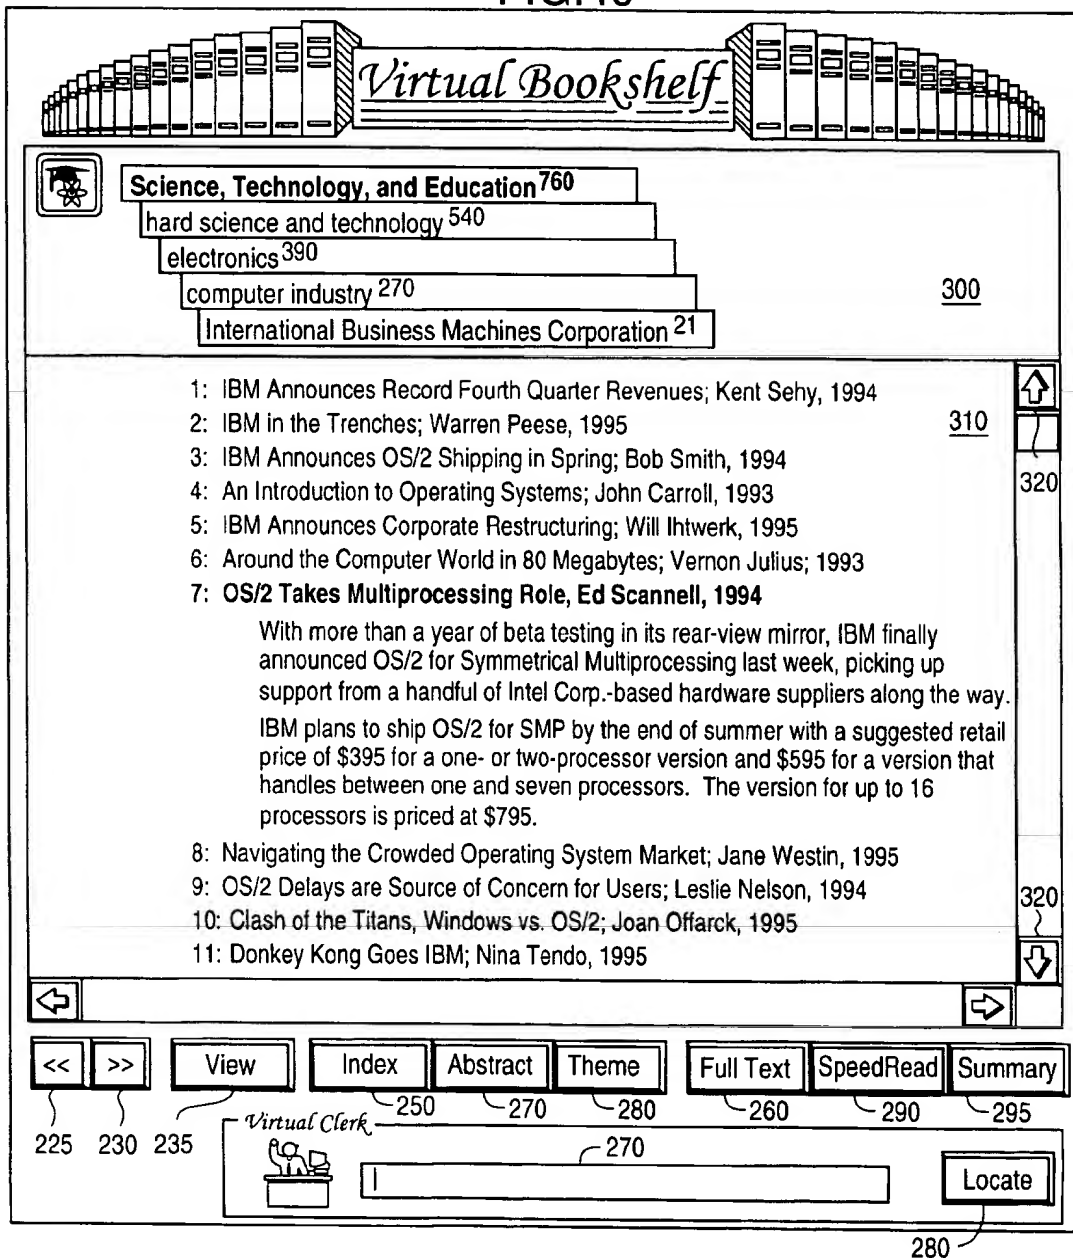 Virtual Bookshelf
Science, Technology, and Education 760
hard science and technology 540
electronics 390
computer industry 270
300
International Business Machines Corporation 21
1: IBM Announces Record Fourth Quarter Revenues; Kent Sehy, 1994
310
2: IBM in the Trenches; Warren Peese, 1995
3: IBM Announces OS/2 Shipping in Spring; Bob Smith, 1994
320
4: An Introduction to Operating Systems; John Carroll, 1993
5: IBM Announces Corporate Restructuring; Will Ihtwerk, 1995
6: Around the Computer World in 80 Megabytes; Vernon Julius; 1993
7: OS/2 Takes Multiprocessing Role, Ed Scannell, 1994
With more than a year of beta testing in its rear-view mirror, IBM finally
announced OS/2 for Symmetrical Multiprocessing last week, picking up
support from a handful of Intel Corp.-based hardware suppliers along the way.
IBM plans to ship OS/2 for SMP by the end of summer with a suggested retail
price of $395 for a one- or two-processor version and $595 for a version that
handles between one and seven processors. The version for up to 16
processors is priced at $795.
8: Navigating the Crowded Operating System Market; Jane Westin, 1995
9: OS/2 Delays are Source of Concern for Users; Leslie Nelson, 1994
320
10: Clash of the Titans, Windows vs. OS/2; Joan Offarck, 1995
11: Donkey Kong Goes IBM; Nina Tendo, 1995
<< >> View Index Abstract Theme Full Text SpeedRead Summary
250 270 280 260 290 295
225 230 235
Virtual Clerk
270
Locate
280